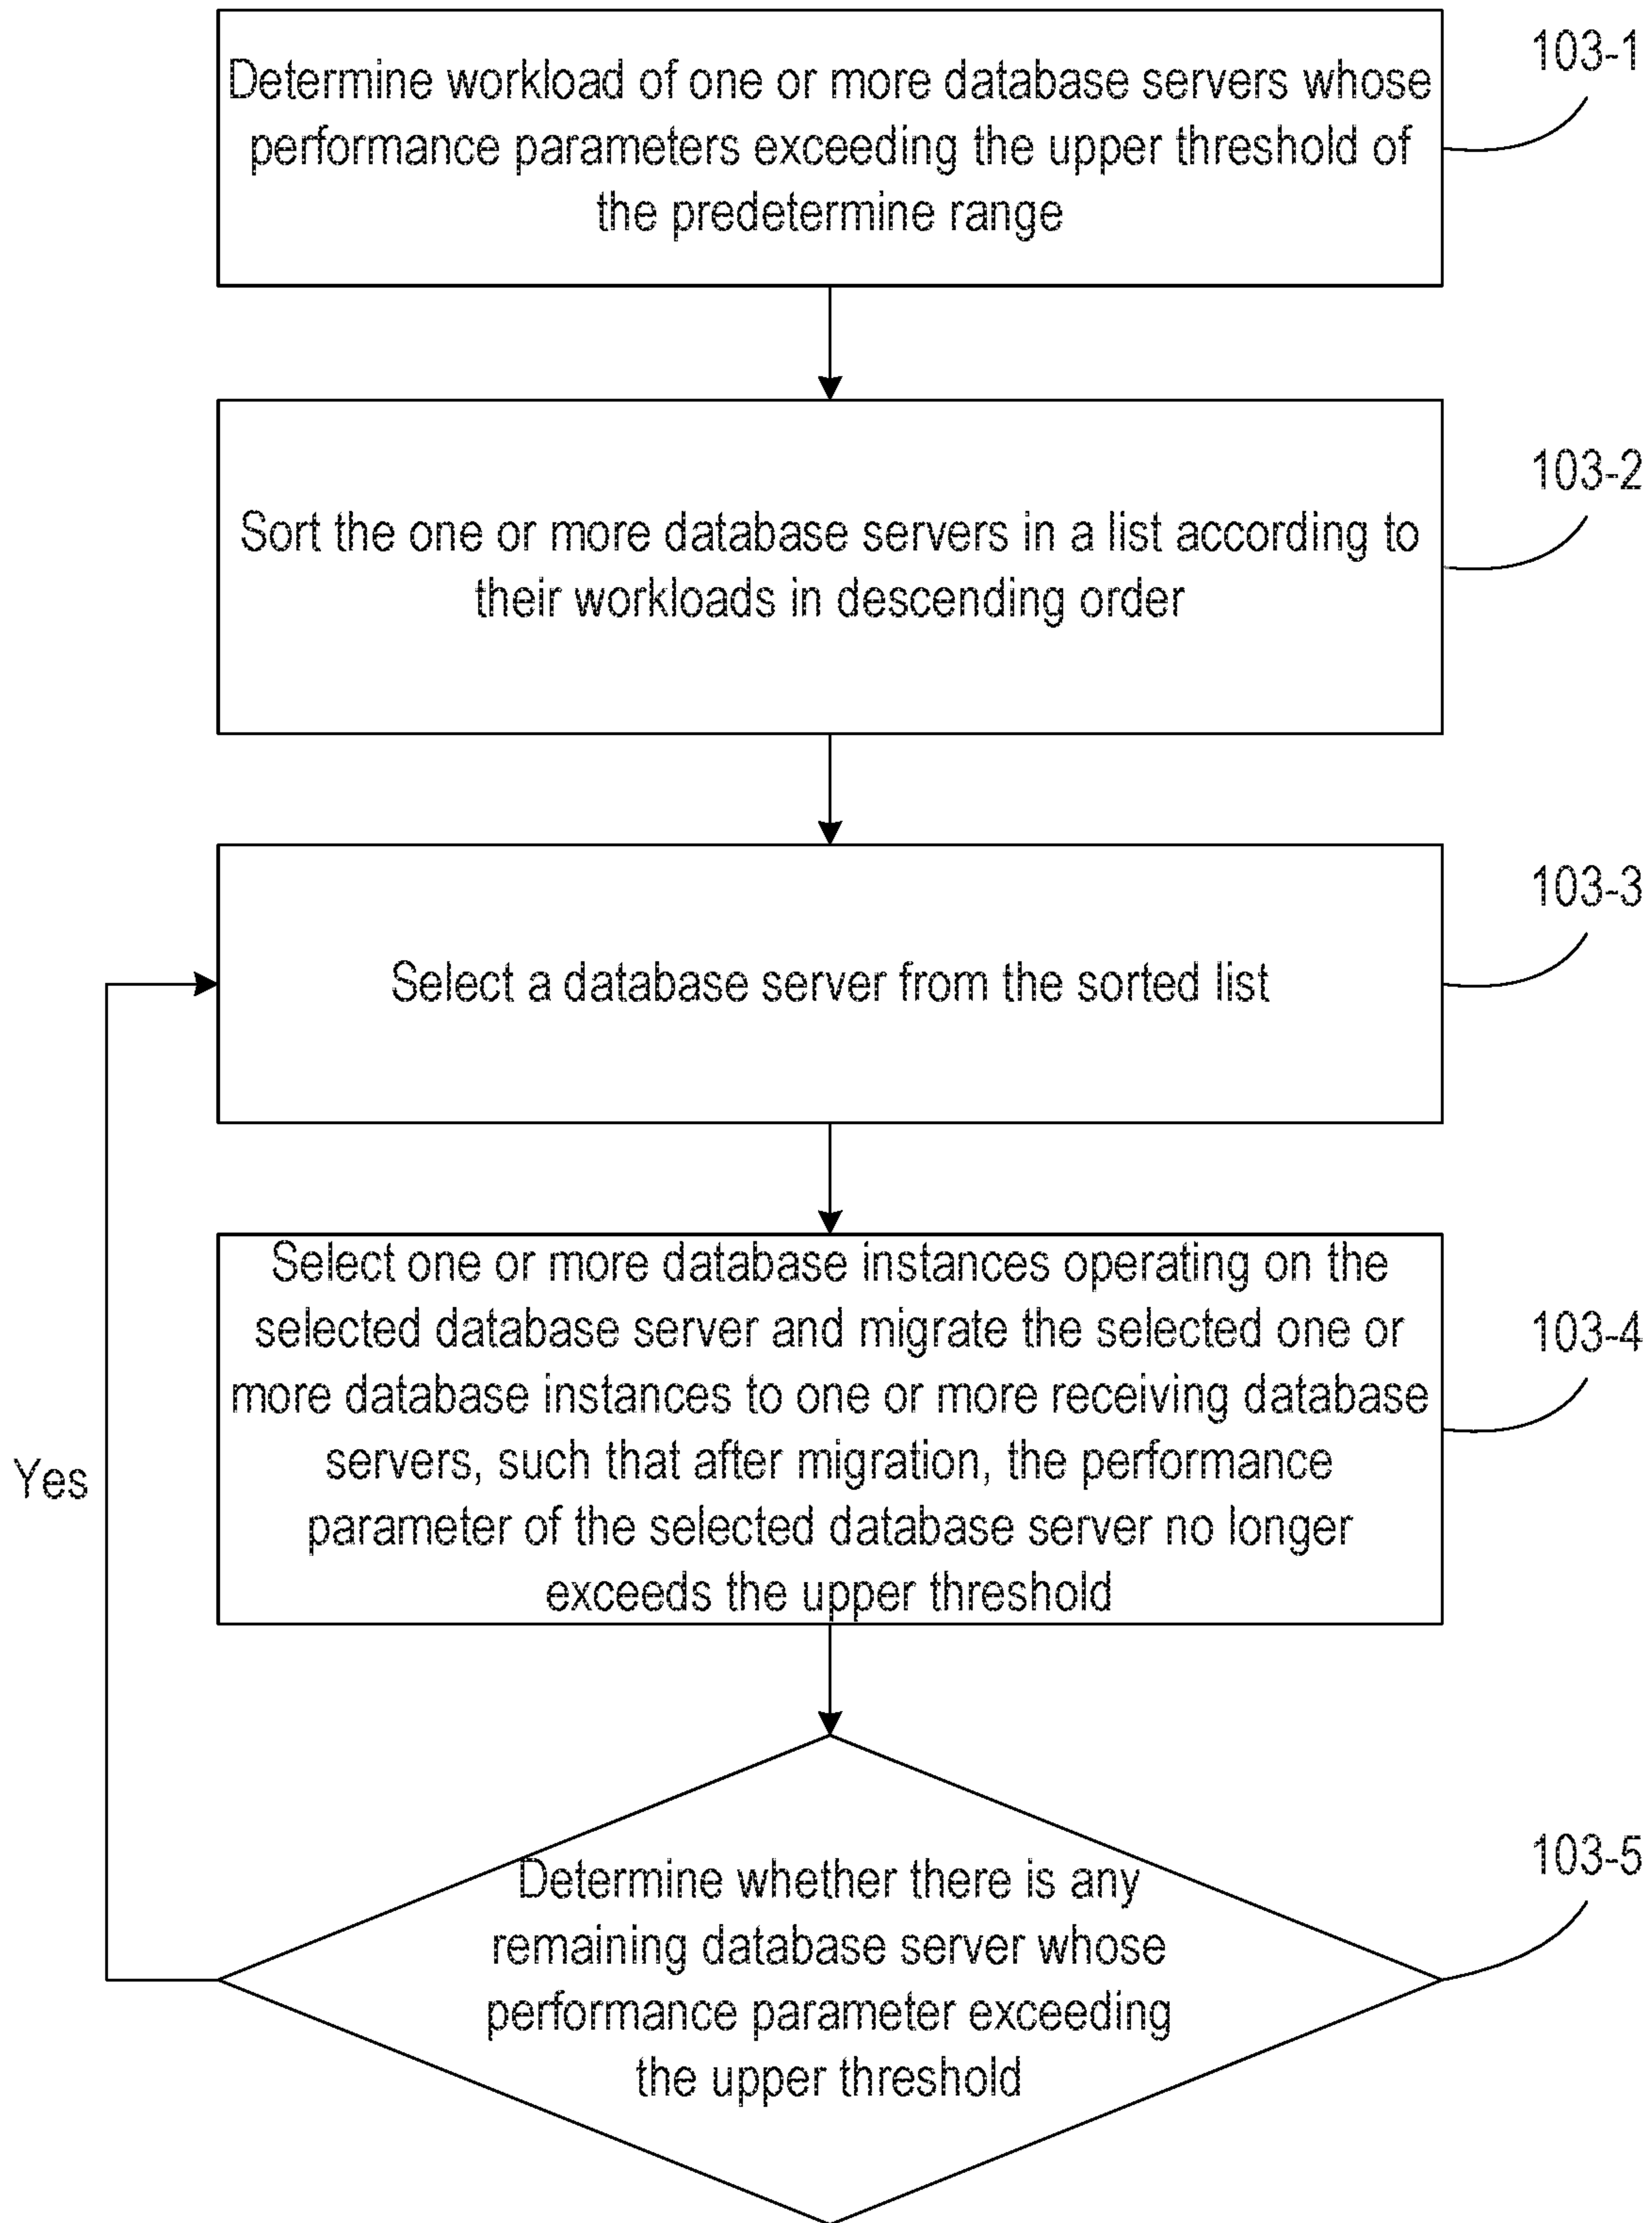 103-1
Determine workload of one or more database servers whose
performance parameters exceeding the upper threshold of
the predetermine range
103-2
Sort the one or more database servers in a list according to
their workloads in descending order
103-3
Select a database server from the sorted list
Select one or more database instances operating on the
selected database server and migrate the selected one or
103-4
more database instances to one or more receiving database
servers, such that after migration, the performance
Yes
parameter of the selected database server no longer
exceeds the upper threshold
103-5
Determine whether there is any
remaining database server whose
performance parameter exceeding
the upper threshold